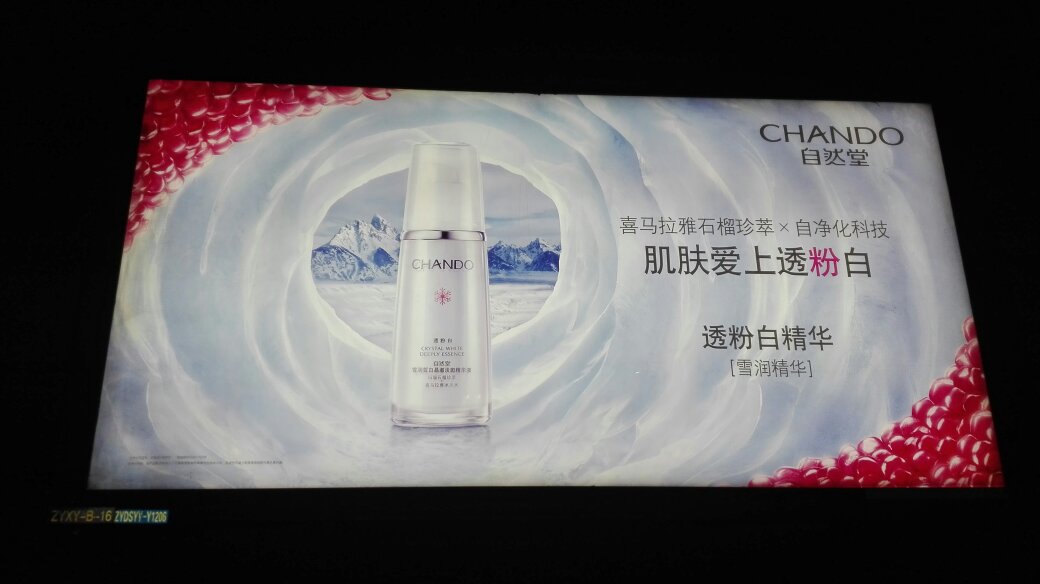 CHANDO
自然堂
喜马拉雅石榴珍萃×自净化科技
肌肤爱上透粉白
透粉白精华
[雪润精华]
CHANDO
透粉白
CRYSTAL WHITE
DEEPLY ESSENCE
自然堂
ZYXY-B-16 ZYDSYY-Y1206